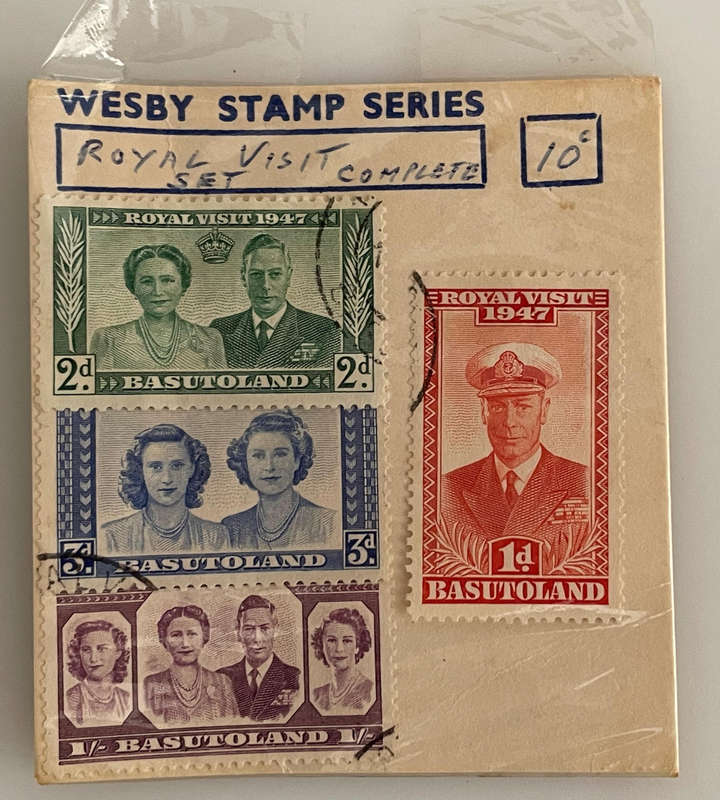 WESBY STAMP SERIES
ROYAL VISIT
SET COMPLETE
10c
ROYAL VISIT 1947
2d. 2d.
BASUTOLAND
3d. 3d.
BASUTOLAND
1/- BASUTOLAND 1/-
ROYAL VISIT
1947
1d.
BASUTOLAND